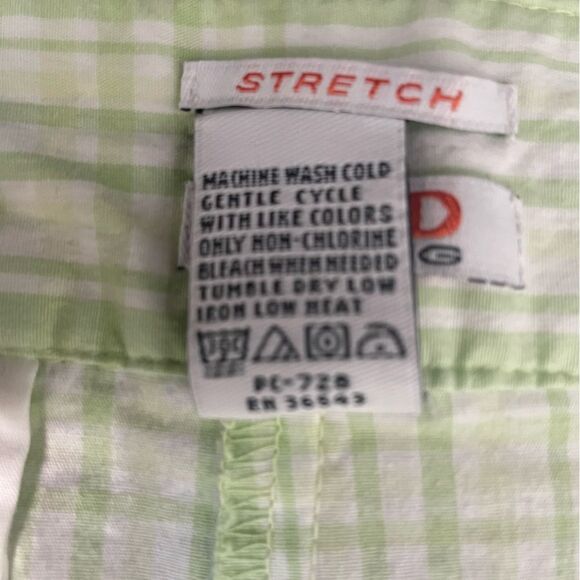 STRETCH
D
G
MACHINE WASH COLD
GENTLE CYCLE
WITH LIKE COLORS
ONLY NON-CHLORINE
BLEACH WHEN NEEDED
TUMBLE DRY LOW
IRON LOW HEAT
PC-728